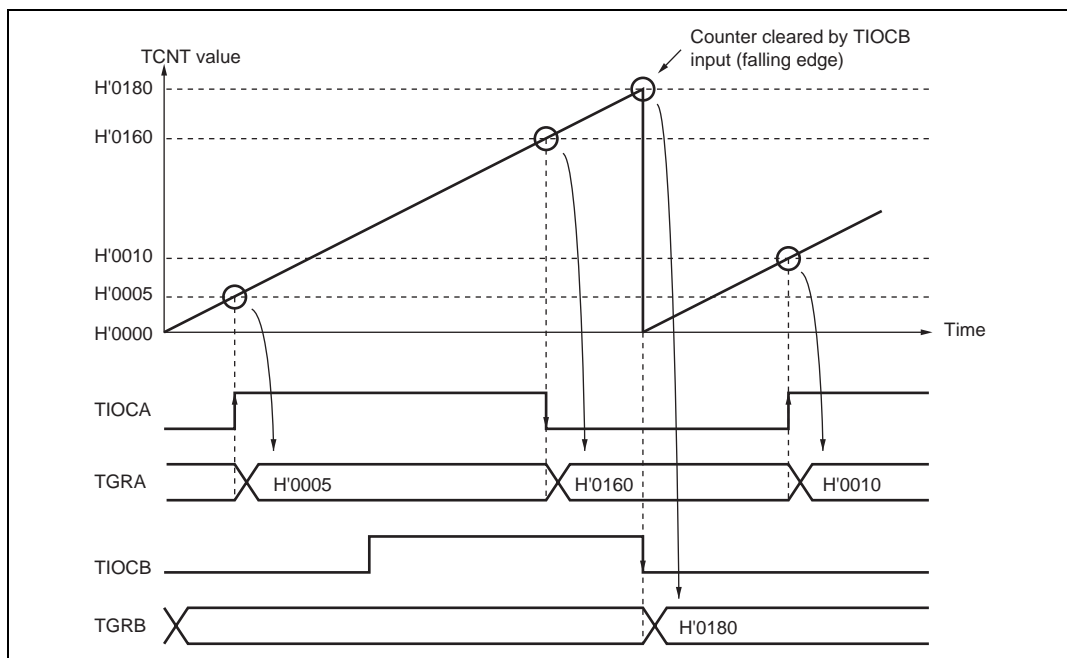 Counter cleared by TIOCB
input (falling edge)
TCNT value
H'0180
H'0160
H'0010
H'0005
H'0000
Time
TIOCA
TGRA
H'0005
H'0160
H'0010
TIOCB
TGRB
H'0180